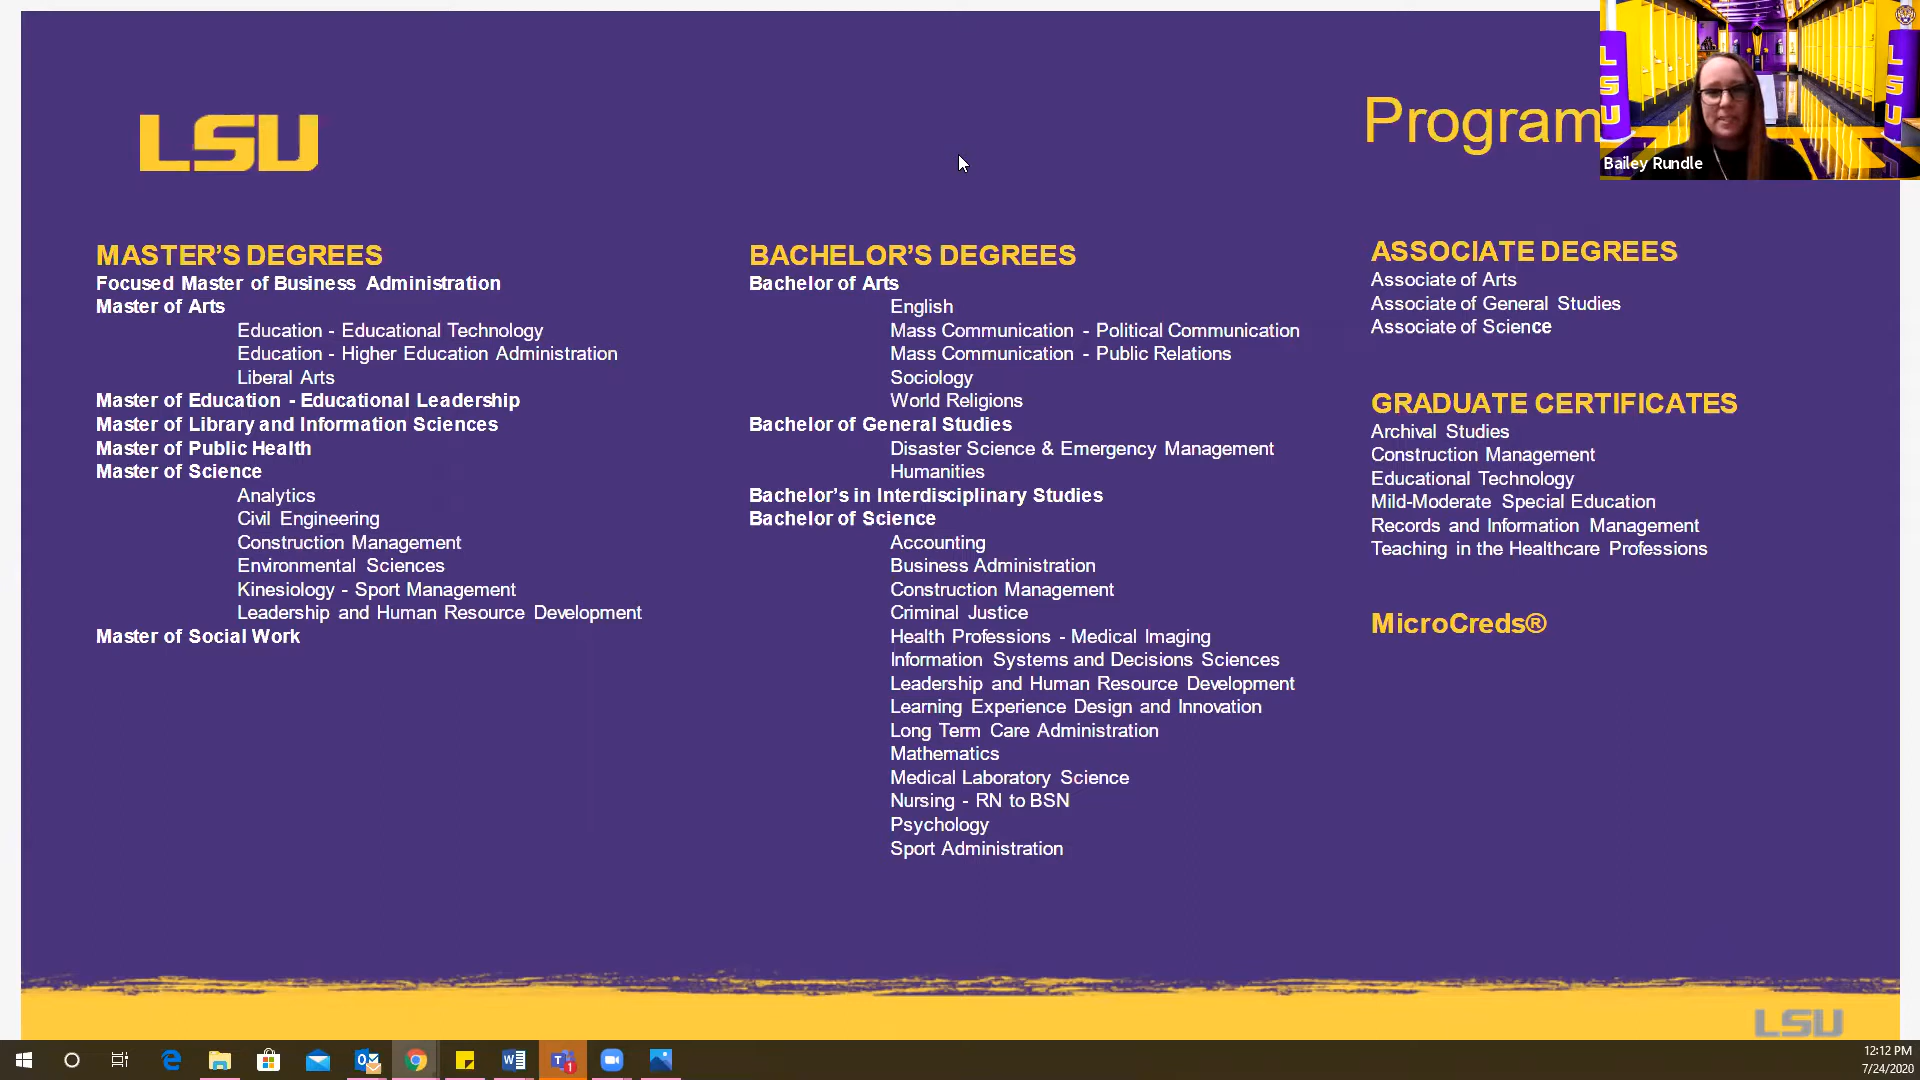 LSU
Program
LSU
LSU
Bailey Rundle
MASTER'S DEGREES
Focused Master of Business Administration
Master of Arts
Education - Educational Technology
Education - Higher Education Administration
Liberal Arts
Master of Education - Educational Leadership
Master of Library and Information Sciences
Master of Public Health
Master of Science
Analytics
Civil Engineering
Construction Management
Environmental Sciences
Kinesiology - Sport Management
Leadership and Human Resource Development
Master of Social Work
BACHELOR'S DEGREES
Bachelor of Arts
English
Mass Communication - Political Communication
Mass Communication - Public Relations
Sociology
World Religions
Bachelor of General Studies
Disaster Science & Emergency Management
Humanities
Bachelor's in Interdisciplinary Studies
Bachelor of Science
Accounting
Business Administration
Construction Management
Criminal Justice
Health Professions - Medical Imaging
Information Systems and Decisions Sciences
Leadership and Human Resource Development
Learning Experience Design and Innovation
Long Term Care Administration
Mathematics
Medical Laboratory Science
Nursing - RN to BSN
Psychology
Sport Administration
ASSOCIATE DEGREES
Associate of Arts
Associate of General Studies
Associate of Science
GRADUATE CERTIFICATES
Archival Studies
Construction Management
Educational Technology
Mild-Moderate Special Education
Records and Information Management
Teaching in the Healthcare Professions
MicroCreds®
LSU
12:12 PM
7/24/2020